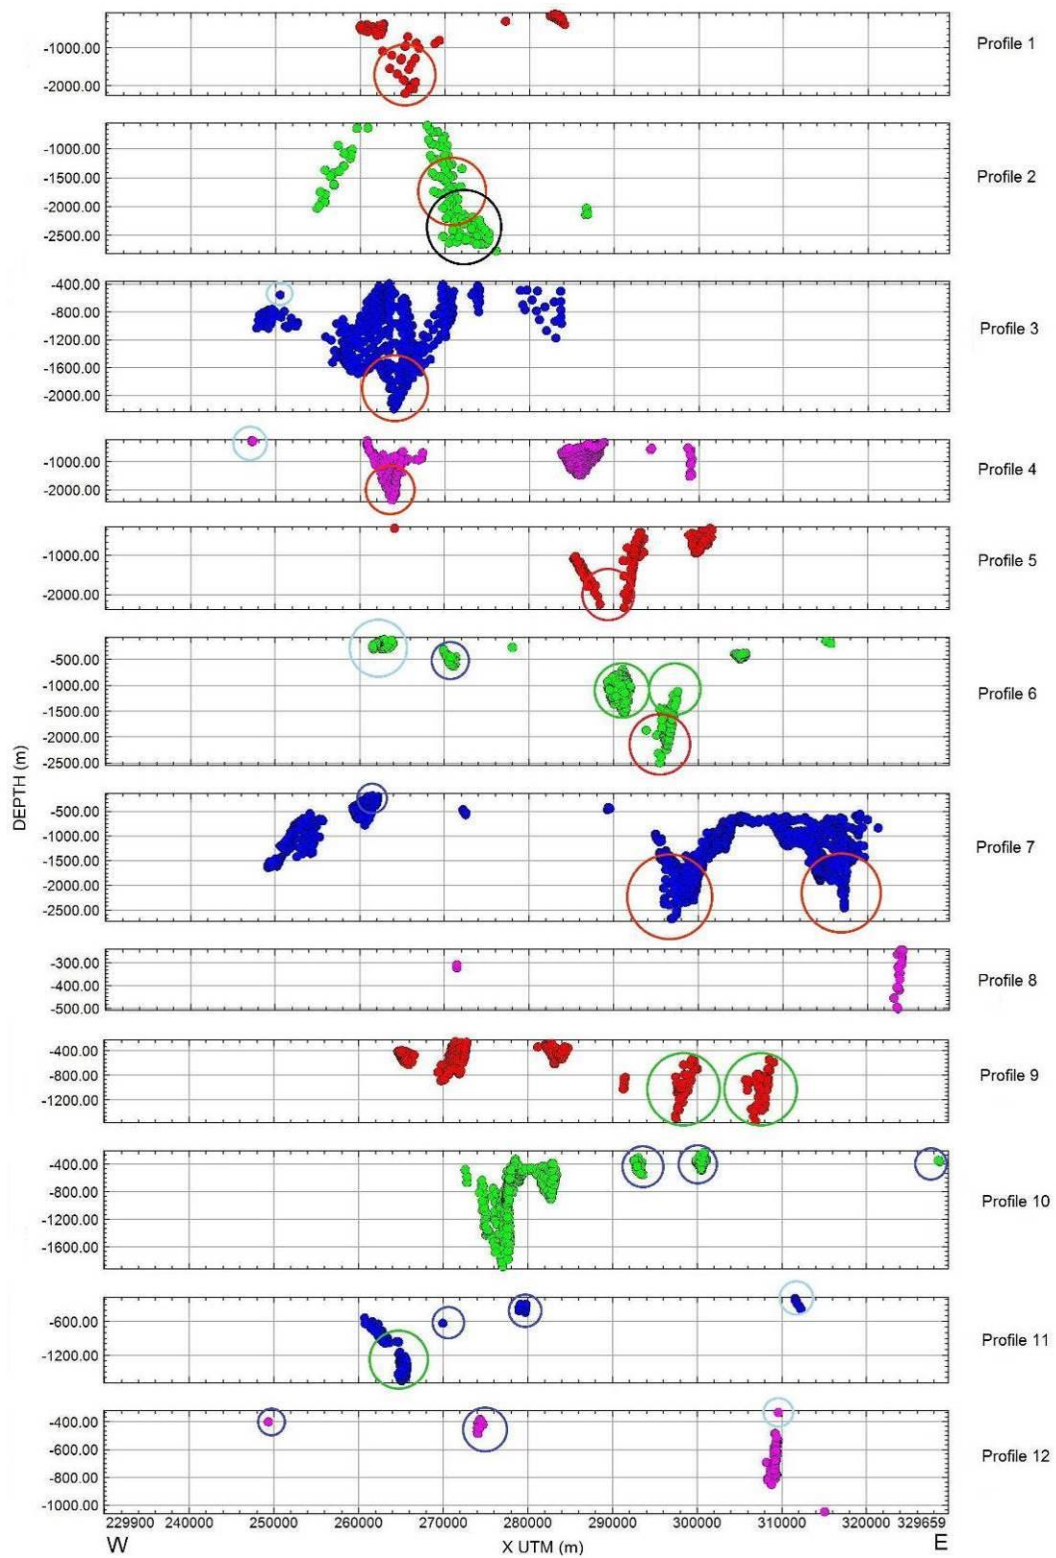 -1000.00
-2000.00
Profile 1
-1000.00
-1500.00
-2000.00
-2500.00
Profile 2
-400.00
-800.00
-1200.00
-1600.00
-2000.00
Profile 3
-1000.00
-2000.00
Profile 4
-1000.00
-2000.00
Profile 5
-500.00
-1000.00
-1500.00
-2000.00
-2500.00
Profile 6
DEPTH (m)
-500.00
-1000.00
-1500.00
-2000.00
-2500.00
Profile 7
-300.00
-400.00
-500.00
Profile 8
-400.00
-800.00
-1200.00
Profile 9
-400.00
-800.00
-1200.00
-1600.00
Profile 10
-600.00
-1200.00
Profile 11
-400.00
-600.00
-800.00
-1000.00
Profile 12
229900 240000 250000 260000 270000 280000 290000 300000 310000 320000 329659
W X UTM (m) E